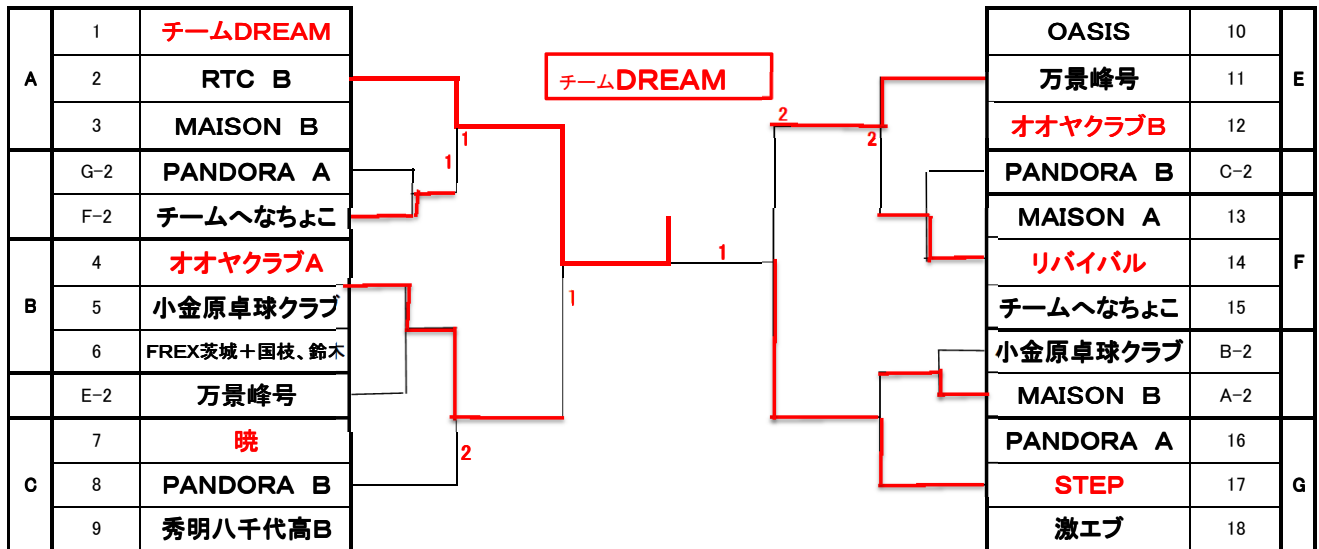 A
1 チームDREAM
2 RTC B
3 MAISON B
G-2 PANDORA A
F-2 チームへなちょこ
B
4 オオヤクラブA
5 小金原卓球クラブ
6 FREX茨城＋国枝、鈴木
E-2 万景峰号
C
7 暁
8 PANDORA B
9 秀明八千代高B
1
1
1
2
チームDREAM
1
2
2
OASIS 10
万景峰号 11
オオヤクラブB 12
E
PANDORA B C-2
MAISON A 13
リバイバル 14
チームへなちょこ 15
F
小金原卓球クラブ B-2
MAISON B A-2
PANDORA A 16
STEP 17
激エブ 18
G